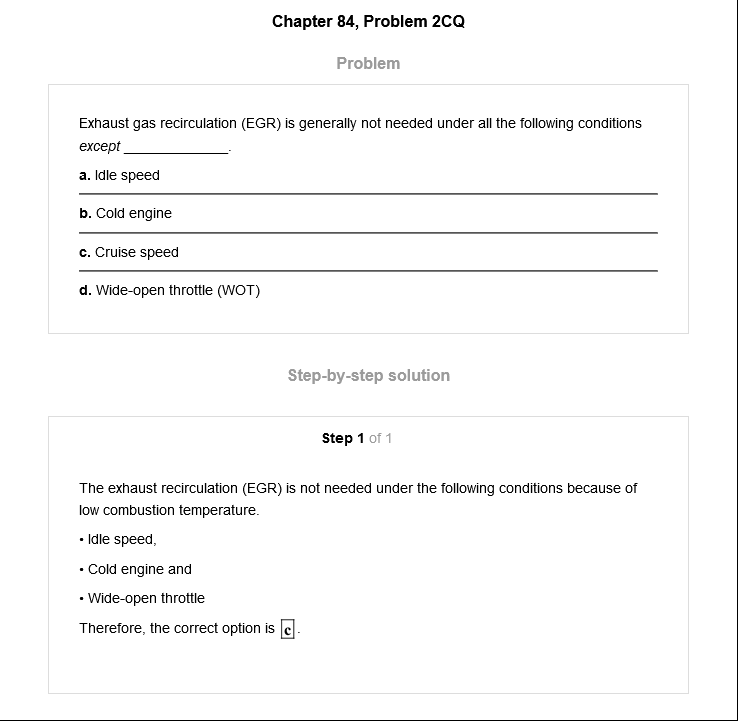 Chapter 84, Problem 2CQ
Problem
Exhaust gas recirculation (EGR) is generally not needed under all the following conditions
except _____________.
a. Idle speed
b. Cold engine
c. Cruise speed
d. Wide-open throttle (WOT)
Step-by-step solution
Step 1 of 1
The exhaust recirculation (EGR) is not needed under the following conditions because of
low combustion temperature.
• Idle speed,
• Cold engine and
• Wide-open throttle
Therefore, the correct option is c.